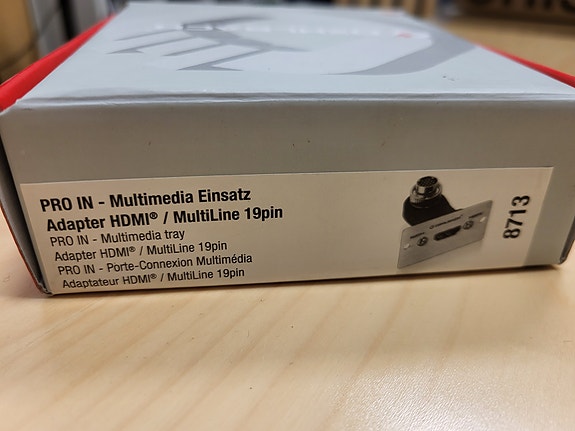 PRO IN - Multimedia Einsatz
Adapter HDMI® / MultiLine 19pin
PRO IN - Multimedia tray
Adapter HDMI® / MultiLine 19pin
PRO IN - Porte-Connexion Multimédia
Adaptateur HDMI® / MultiLine 19pin
8713